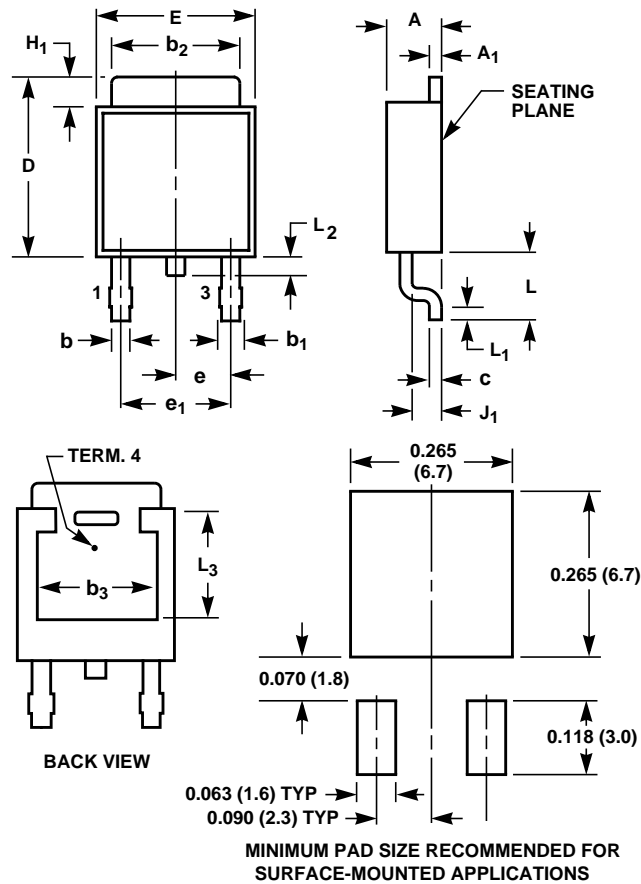 E
b2
H1
D
L2
1
3
b
b1
e
e1
A
A1
SEATING
PLANE
L
L1
c
J1
TERM. 4
b3
L3
BACK VIEW
0.265
(6.7)
0.265 (6.7)
0.070 (1.8)
0.118 (3.0)
0.063 (1.6) TYP
0.090 (2.3) TYP
MINIMUM PAD SIZE RECOMMENDED FOR
SURFACE-MOUNTED APPLICATIONS